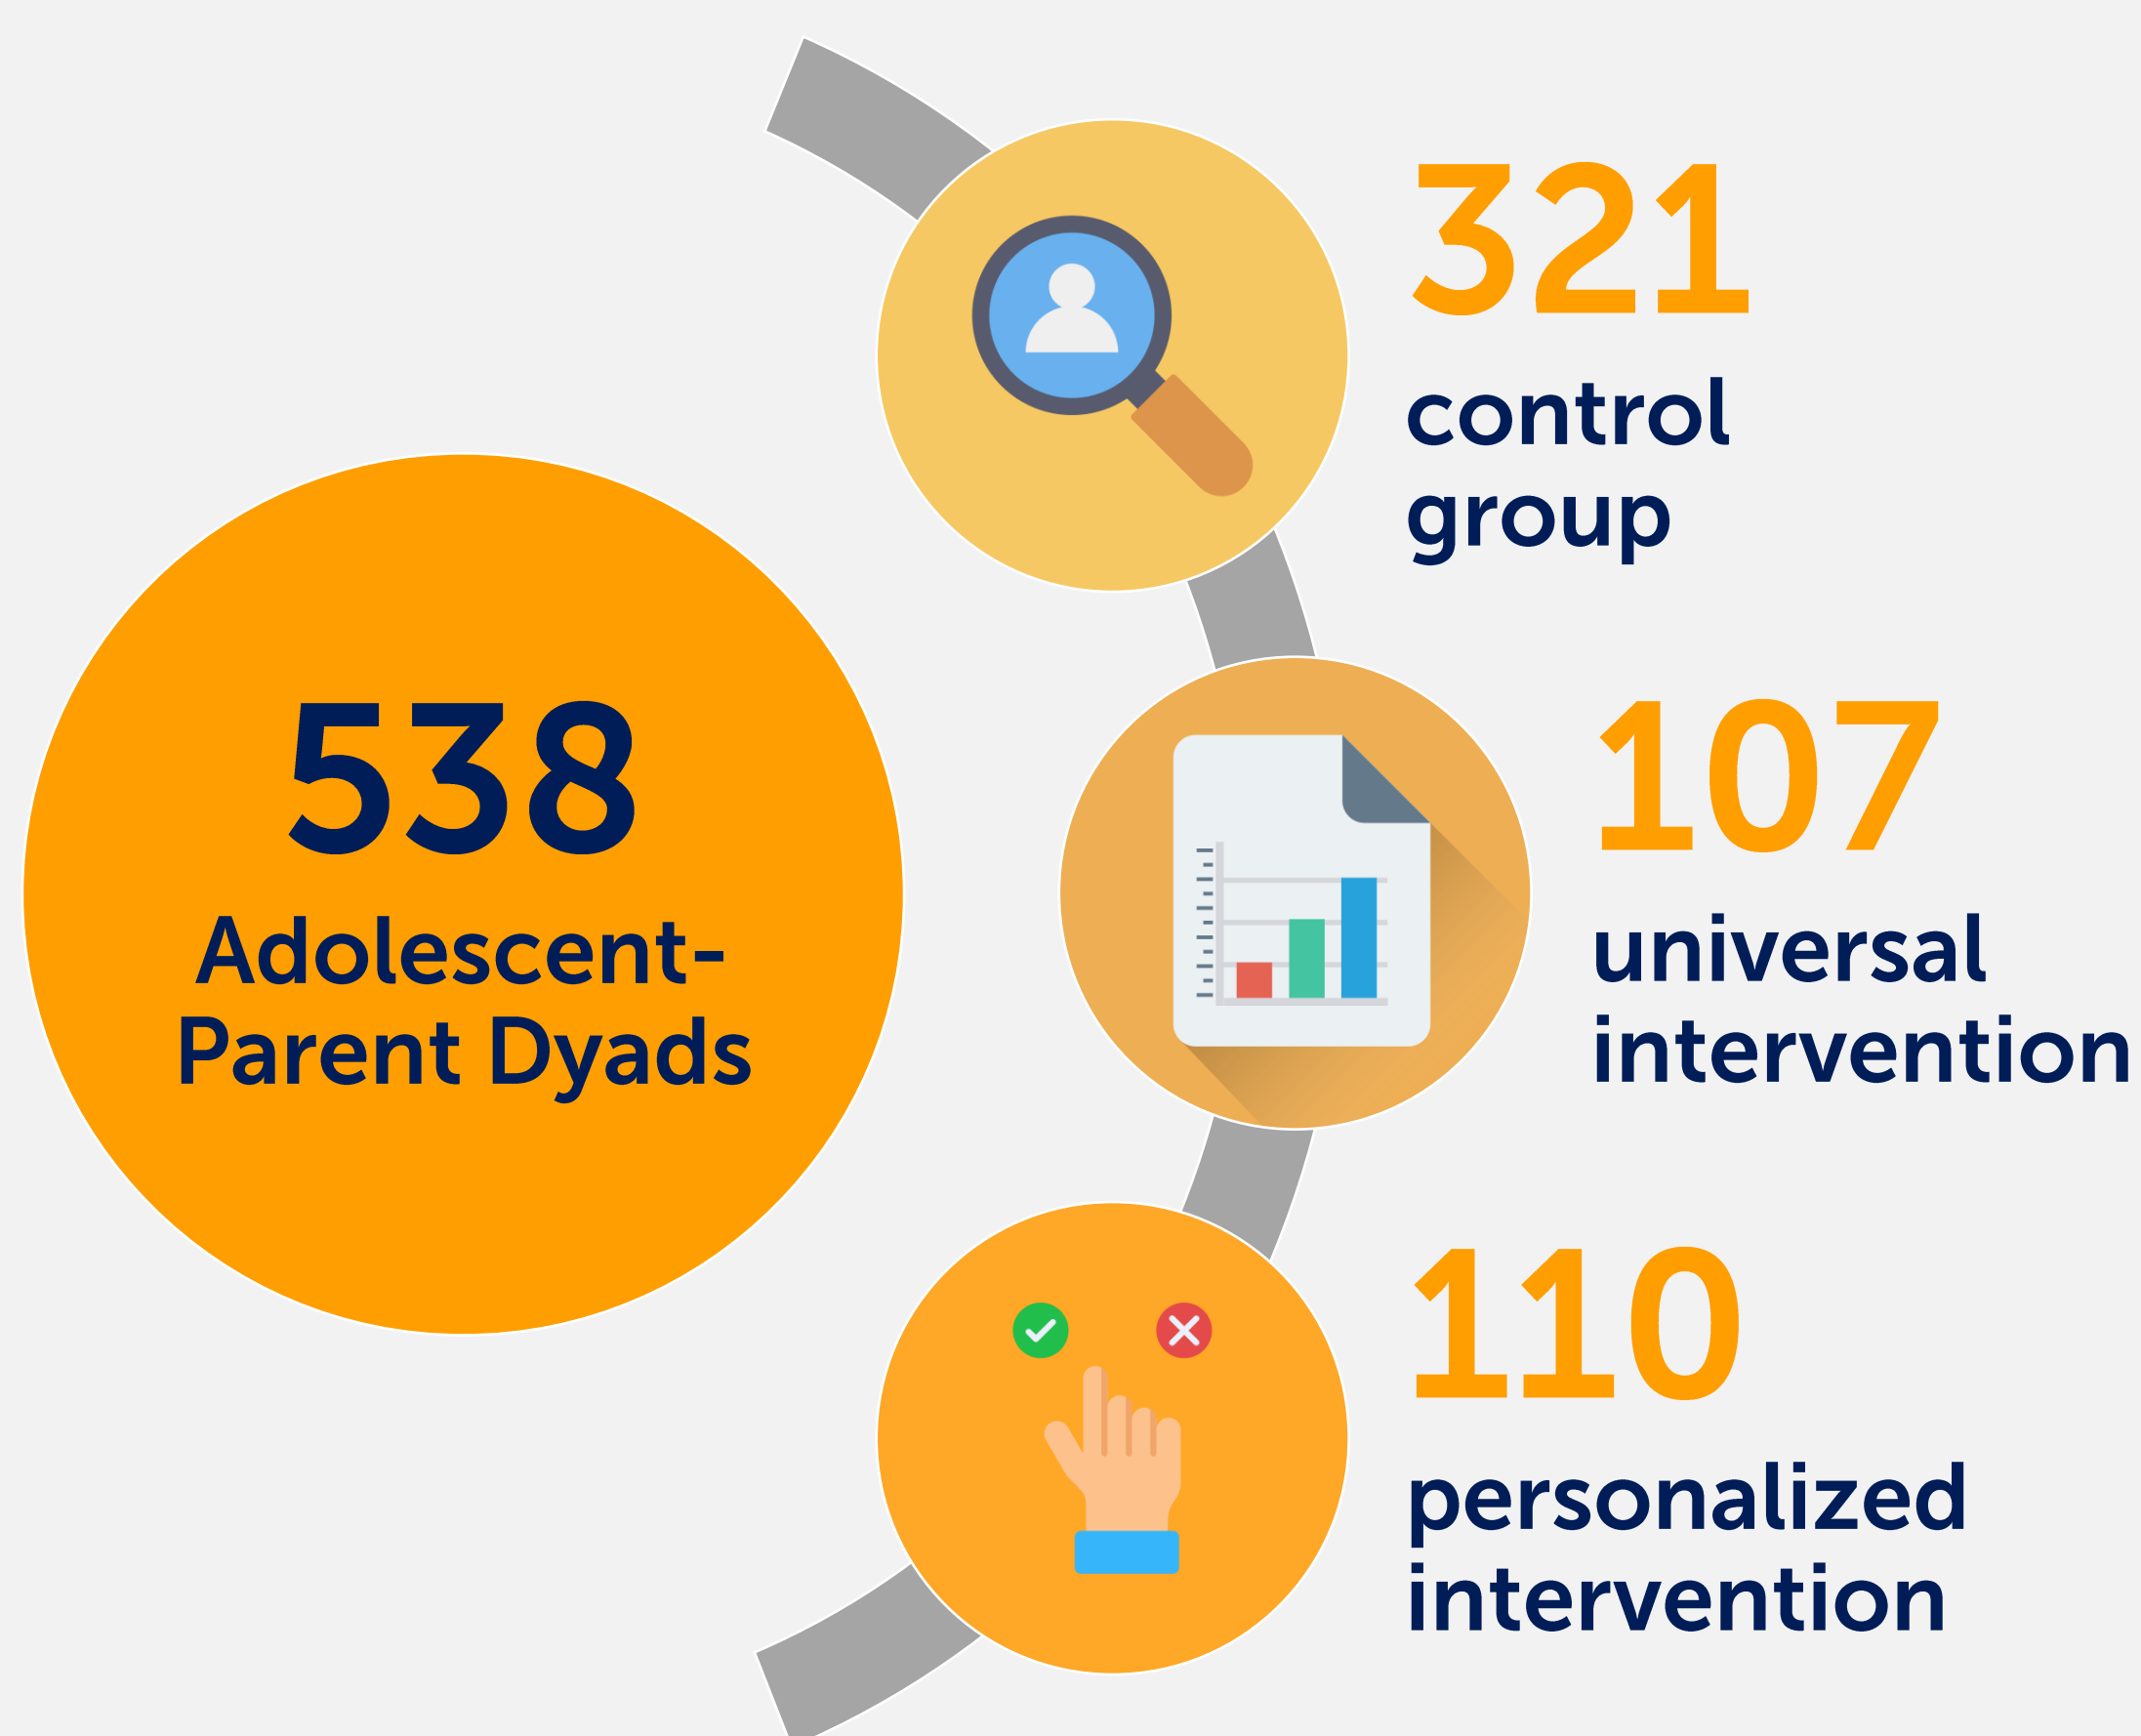 538
Adolescent-
Parent Dyads
321
control
group
107
universal
intervention
110
personalized
intervention